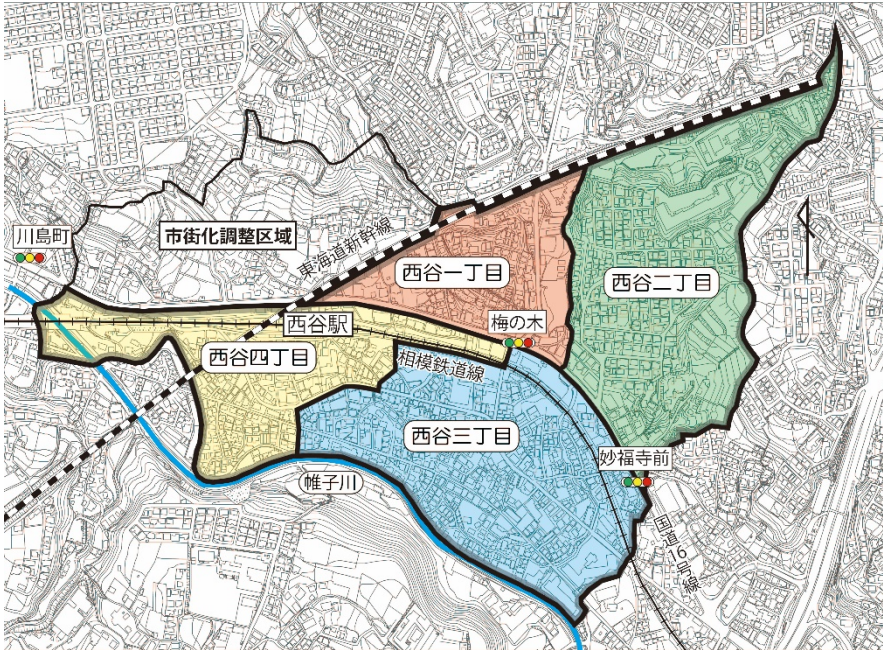 川島町
市街化調整区域
東海道新幹線
西谷一丁目
西谷二丁目
西谷駅
梅の木
西谷四丁目
相模鉄道線
西谷三丁目
妙福寺前
帷子川
国道16号線